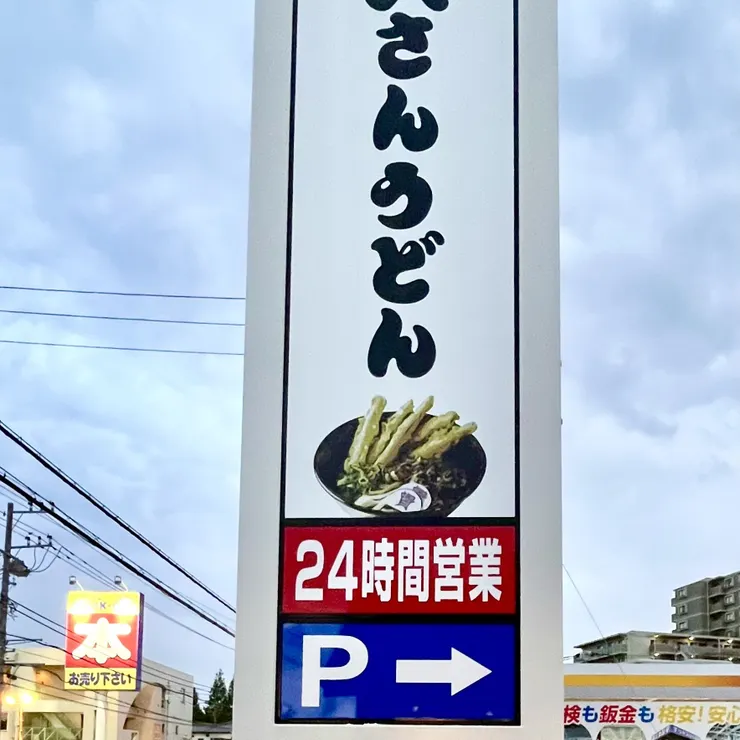 さんうどん
24時間営業
P →
本
お売り下さい
検も鈑金も格安!安心